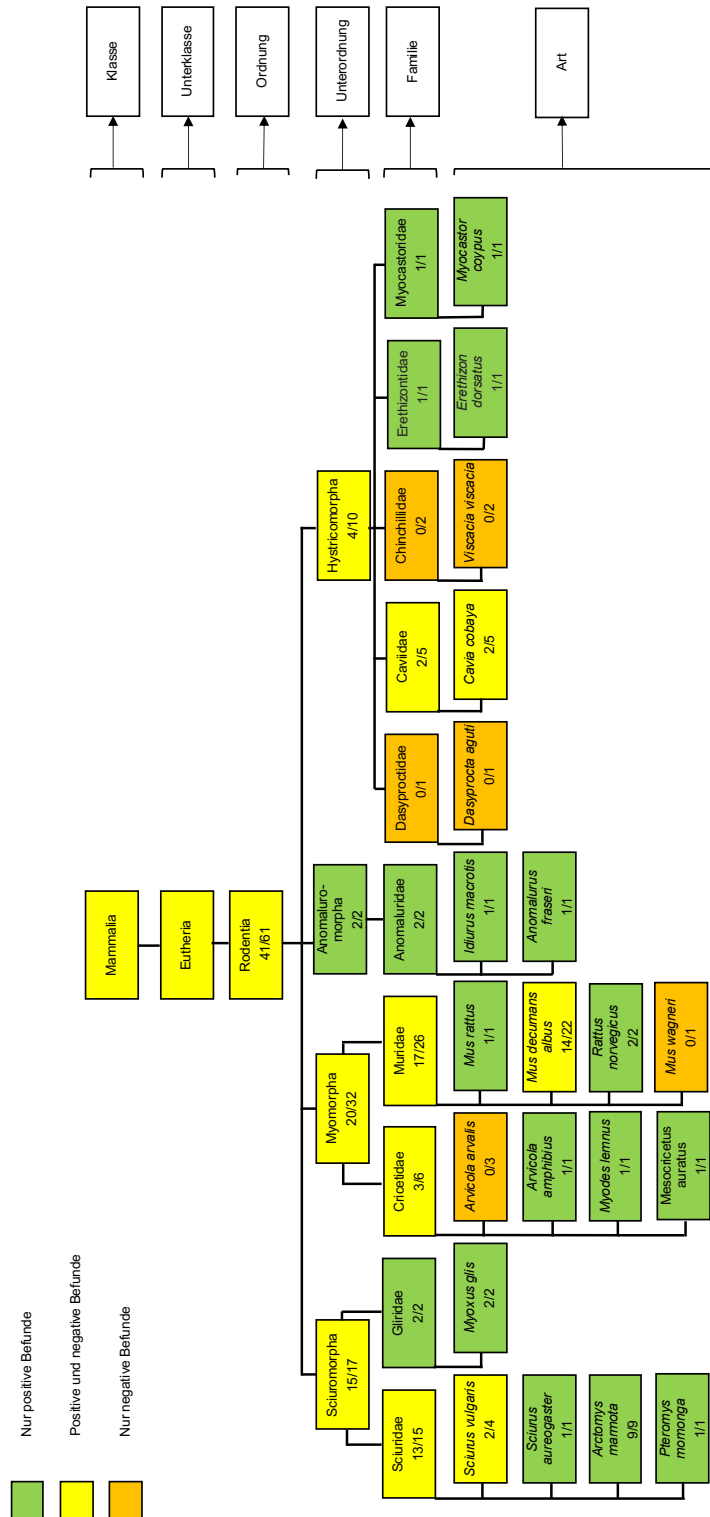 Nur positive Befunde
Positive und negative Befunde
Nur negative Befunde
Mammalia
Klasse
Eutheria
Unterklasse
Rodentia
41/61
Ordnung
Sciuromorpha
15/17
Myomorpha
20/32
Anomaluro-
morpha
2/2
Hystricomorpha
4/10
Unterordnung
Sciuridae
13/15
Gliridae
2/2
Cricetidae
3/6
Muridae
17/26
Anomaluridae
2/2
Dasyproctidae
0/1
Caviidae
2/5
Chinchillidae
0/2
Erethizontidae
1/1
Myocastoridae
1/1
Familie
Sciurus vulgaris
2/4
Myoxus glis
2/2
Arvicola arvalis
0/3
Mus rattus
1/1
Idiurus macrotis
1/1
Dasyprocta aguti
0/1
Cavia cobaya
2/5
Viscacia viscacia
0/2
Erethizon
dorsatus
1/1
Myocastor
coypus
1/1
Art
Sciurus
aureogaster
1/1
Arvicola
amphibius
1/1
Mus decumans
albus
14/22
Anomalurus
fraseri
1/1
Arctomys
marmota
9/9
Myodes lemnus
1/1
Rattus
norvegicus
2/2
Pteromys
momonga
1/1
Mesocricetus
auratus
1/1
Mus wagneri
0/1